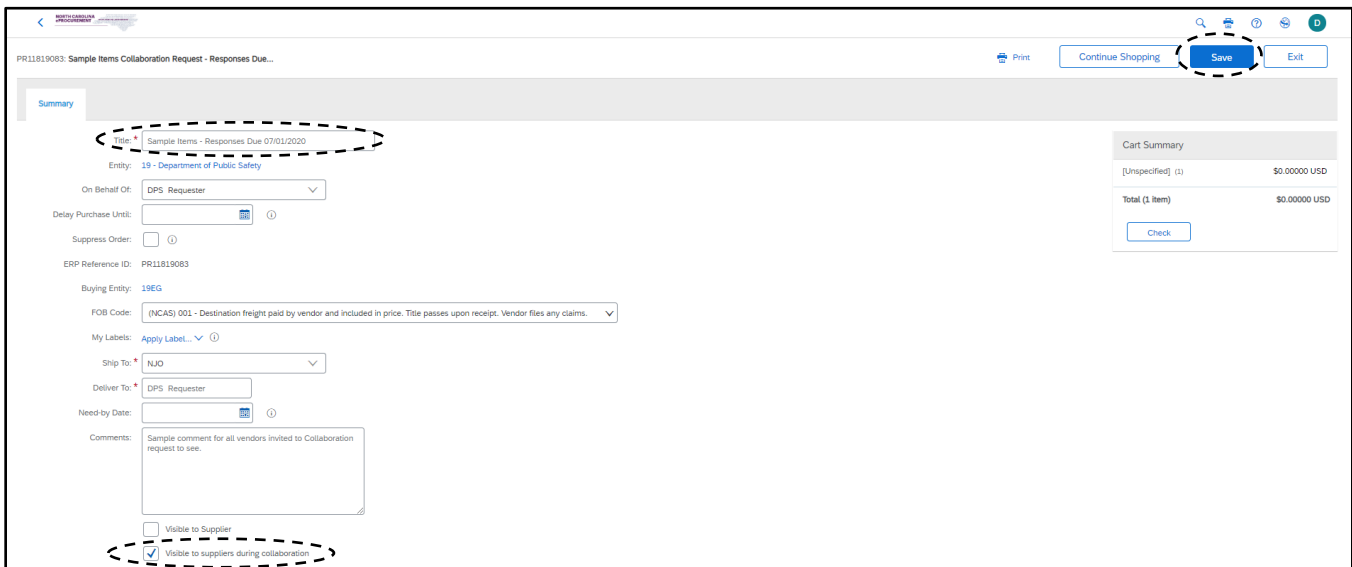 NORTH CAROLINA
ePROCUREMENT
D
PR11819083: Sample Items Collaboration Request - Responses Due...
Print
Continue Shopping
Save
Exit
Summary
Title: * Sample Items - Responses Due 07/01/2020
Entity: 19 - Department of Public Safety
On Behalf Of: DPS Requester
Delay Purchase Until:
Suppress Order:
ERP Reference ID: PR11819083
Buying Entity: 19EG
FOB Code: (NCAS) 001 - Destination freight paid by vendor and included in price. Title passes upon receipt. Vendor files any claims.
My Labels: Apply Label...
Ship To: * NJO
Deliver To: * DPS Requester
Need-by Date:
Comments: Sample comment for all vendors invited to Collaboration
request to see.
Visible to Supplier
Visible to suppliers during collaboration
Cart Summary
[Unspecified] (1) $0.00000 USD
Total (1 item) $0.00000 USD
Check